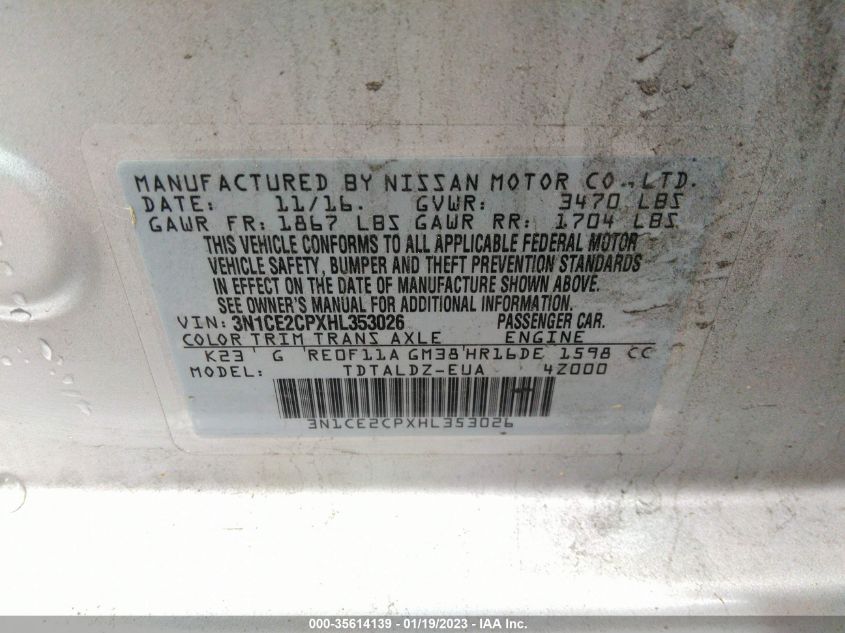 MANUFACTURED BY NISSAN MOTOR CO., LTD.
DATE: 11/16. GVWR: 3470 LBS
GAWR FR: 1867 LBS GAWR RR: 1704 LBS
THIS VEHICLE CONFORMS TO ALL APPLICABLE FEDERAL MOTOR
VEHICLE SAFETY, BUMPER AND THEFT PREVENTION STANDARDS
IN EFFECT ON THE DATE OF MANUFACTURE SHOWN ABOVE.
SEE OWNER'S MANUAL FOR ADDITIONAL INFORMATION.
VIN: 3N1CE2CPXHL353026 PASSENGER CAR.
COLOR TRIM TRANS AXLE ENGINE
K23 G RE0F11A GM38 HR16DE 1598 CC
MODEL: TDTALDZ-EUA 4Z000
3N1CE2CPXHL353026
000-35614139 - 01/19/2023 - IAA Inc.